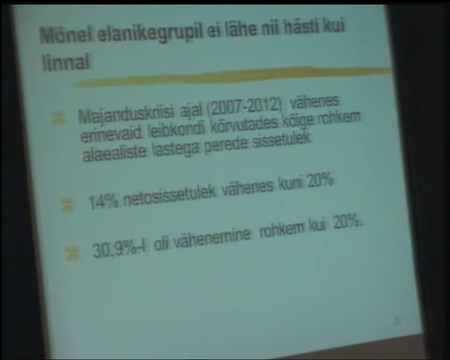 Mõnel elanikegrupil ei lähe nii hästi kui
linnal
Majanduskriisi ajal (2007-2012) vähenes
erinevaid leibkondi kõrvutades kõige rohkem
alaealiste lastega perede sissetulek
14% netosissetulek vähenes kuni 20%
30,9%-l oli vähenemine rohkem kui 20%.